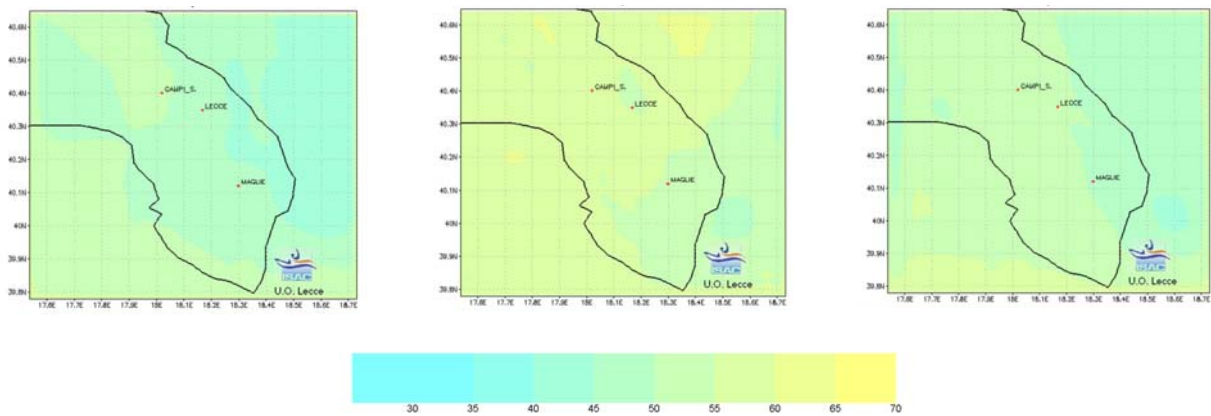 40.6N
40.5N
40.4N
40.3N
40.2N
40.1N
40N
39.9N
39.8N
CAMPI_S.
LECCE
MAGLIE
ISAC
U.O. Lecce
17.6E 17.7E 17.8E 17.9E 18E 18.1E 18.2E 18.3E 18.4E 18.5E 18.6E 18.7E
40.6N
40.5N
40.4N
40.3N
40.2N
40.1N
40N
39.9N
39.8N
CAMPI_S.
LECCE
MAGLIE
ISAC
U.O. Lecce
17.6E 17.7E 17.8E 17.9E 18E 18.1E 18.2E 18.3E 18.4E 18.5E 18.6E 18.7E
40.6N
40.5N
40.4N
40.3N
40.2N
40.1N
40N
39.9N
39.8N
CAMPI_S.
LECCE
MAGLIE
ISAC
U.O. Lecce
17.6E 17.7E 17.8E 17.9E 18E 18.1E 18.2E 18.3E 18.4E 18.5E 18.6E 18.7E
30 35 40 45 50 55 60 65 70